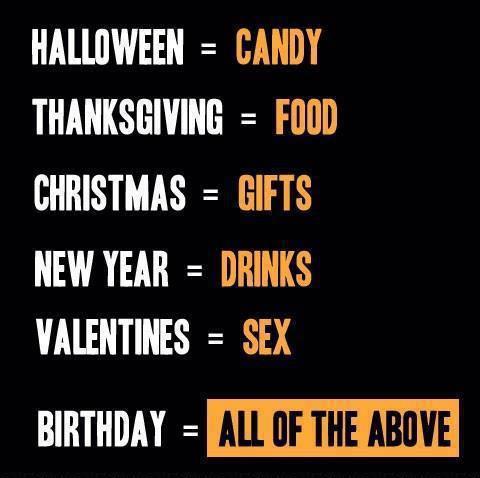 HALLOWEEN = CANDY
THANKSGIVING = FOOD
CHRISTMAS = GIFTS
NEW YEAR = DRINKS
VALENTINES = SEX
BIRTHDAY = ALL OF THE ABOVE